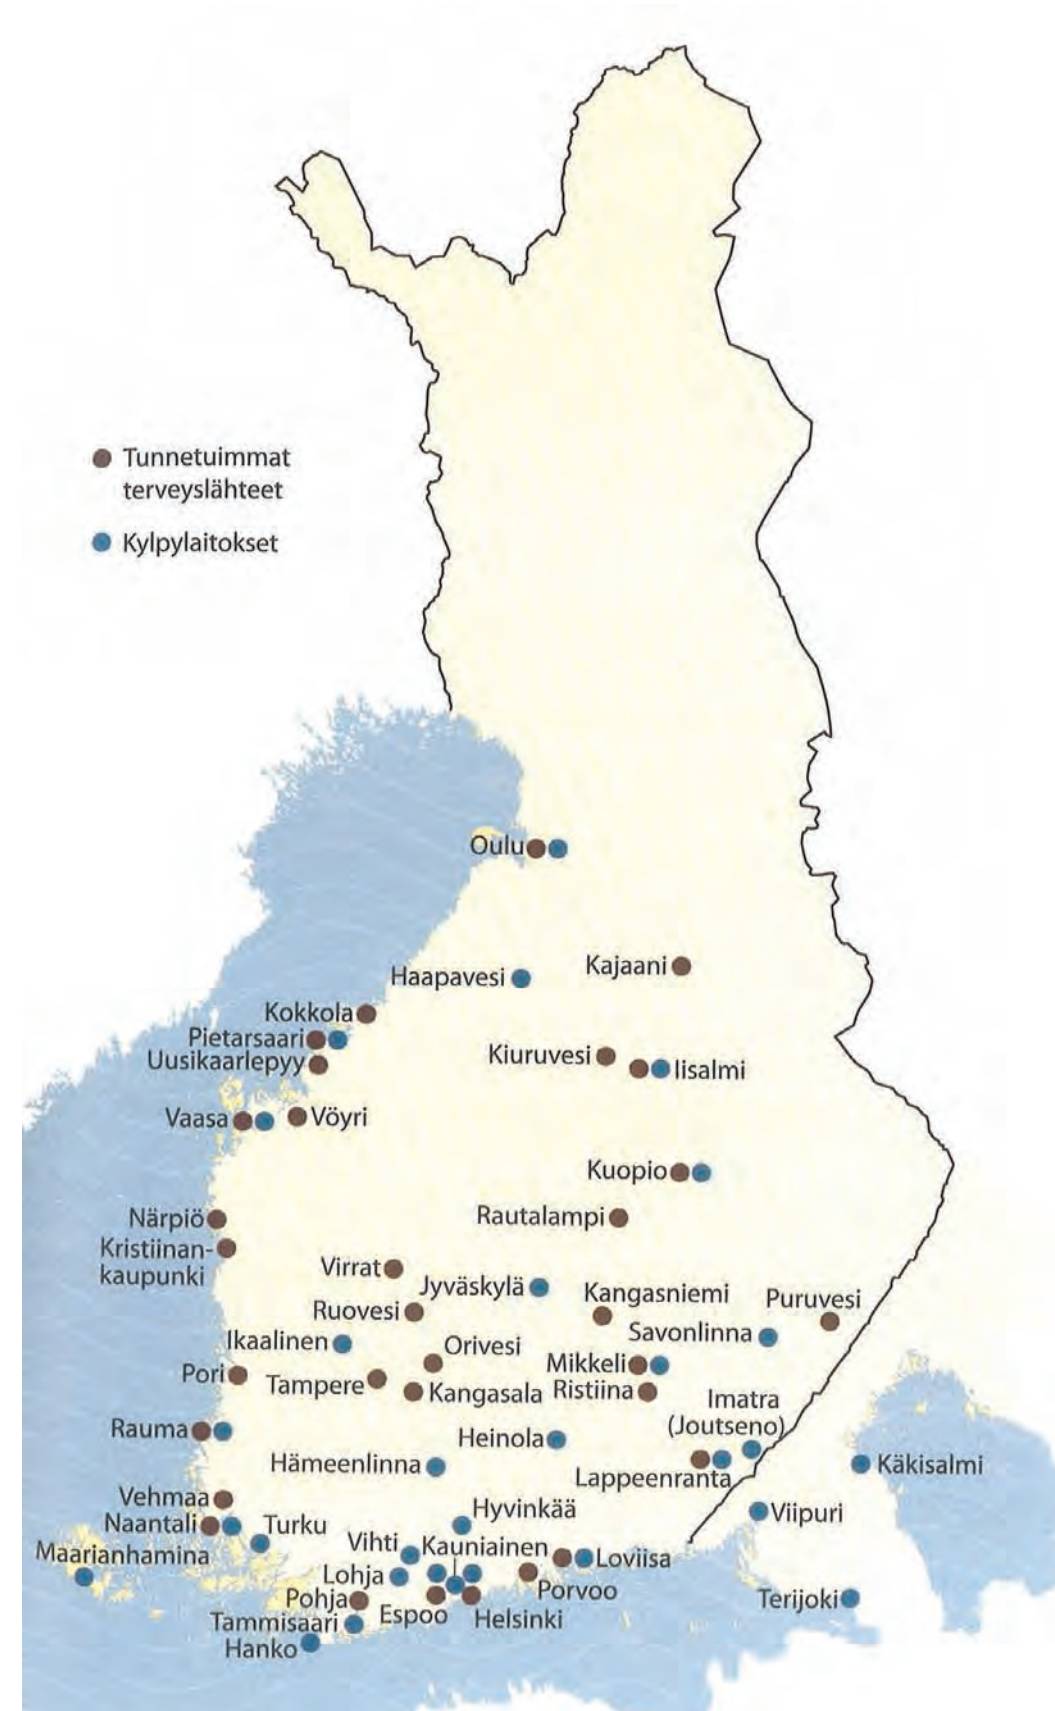 Tunnetuimmat
terveyslähteet
Kylpylaitokset
Oulu
Haapavesi
Kajaani
Kokkola
Pietarsaari
Uusikaarlepyy
Kiuruvesi
Iisalmi
Vaasa
Vöyri
Kuopio
Rautalampi
Närpiö
Kristiinan-
kaupunki
Virrat
Jyväskylä
Kangasniemi
Puruvesi
Ruovesi
Savonlinna
Ikaalinen
Orivesi
Mikkeli
Pori
Tampere
Kangasala
Ristiina
Imatra
(Joutseno)
Rauma
Heinola
Hämeenlinna
Lappeenranta
Käkisalmi
Vehmaa
Naantali
Turku
Hyvinkää
Viipuri
Maarianhamina
Vihti
Kauniainen
Loviisa
Lohja
Porvoo
Pohja
Espoo
Helsinki
Terijoki
Tammisaari
Hanko